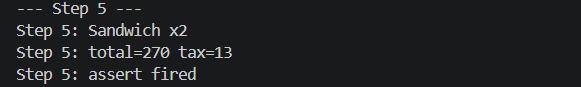 --- Step 5 ---
Step 5: Sandwich x2
Step 5: total=270 tax=13
Step 5: assert fired